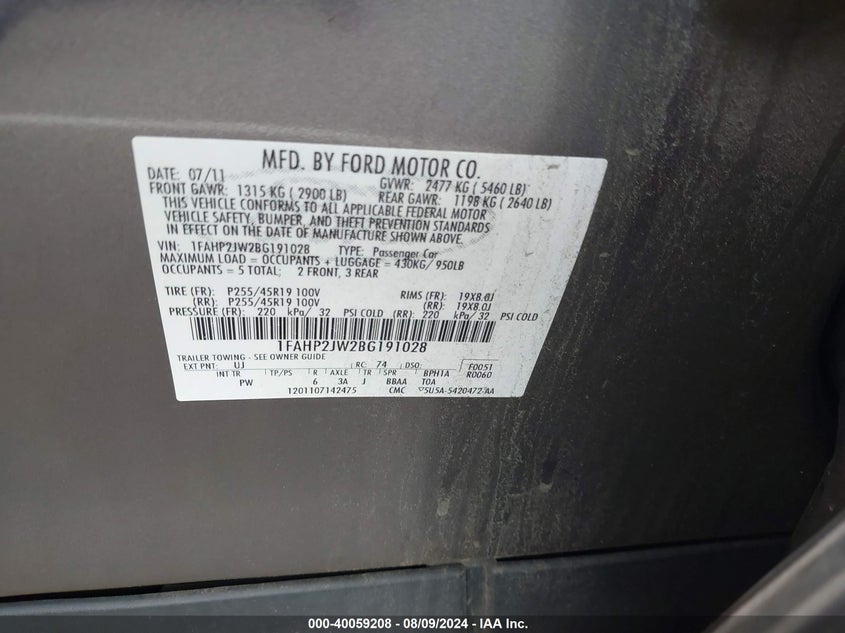 MFD. BY FORD MOTOR CO.
DATE: 07/11 GVWR: 2477 KG ( 5460 LB)
FRONT GAWR: 1315 KG ( 2900 LB) REAR GAWR: 1198 KG ( 2640 LB)
THIS VEHICLE CONFORMS TO ALL APPLICABLE FEDERAL MOTOR
VEHICLE SAFETY, BUMPER, AND THEFT PREVENTION STANDARDS
IN EFFECT ON THE DATE OF MANUFACTURE SHOWN ABOVE.
VIN: 1FAHP2JW2BG191028 TYPE: Passenger Car
MAXIMUM LOAD = OCCUPANTS + LUGGAGE = 430KG/ 950LB
OCCUPANTS = 5 TOTAL; 2 FRONT, 3 REAR
TIRE (FR): P255/45R19 100V RIMS (FR): 19X8.0J
(RR): P255/45R19 100V (RR): 19X8.0J
PRESSURE (FR): 220 kPa/ 32 PSI COLD (RR): 220 kPa/ 32 PSI COLD
1FAHP2JW2BG191028
TRAILER TOWING - SEE OWNER GUIDE
EXT PNT: UJ RC: 74 DSO: F0051
INT TR TP/PS R AXLE TR SPR BPH1A R0060
PW 6 3A J BBAA T0A
1201107142475 CMC 5U5A-5420472-AA
000-40059208 - 08/09/2024 - IAA Inc.